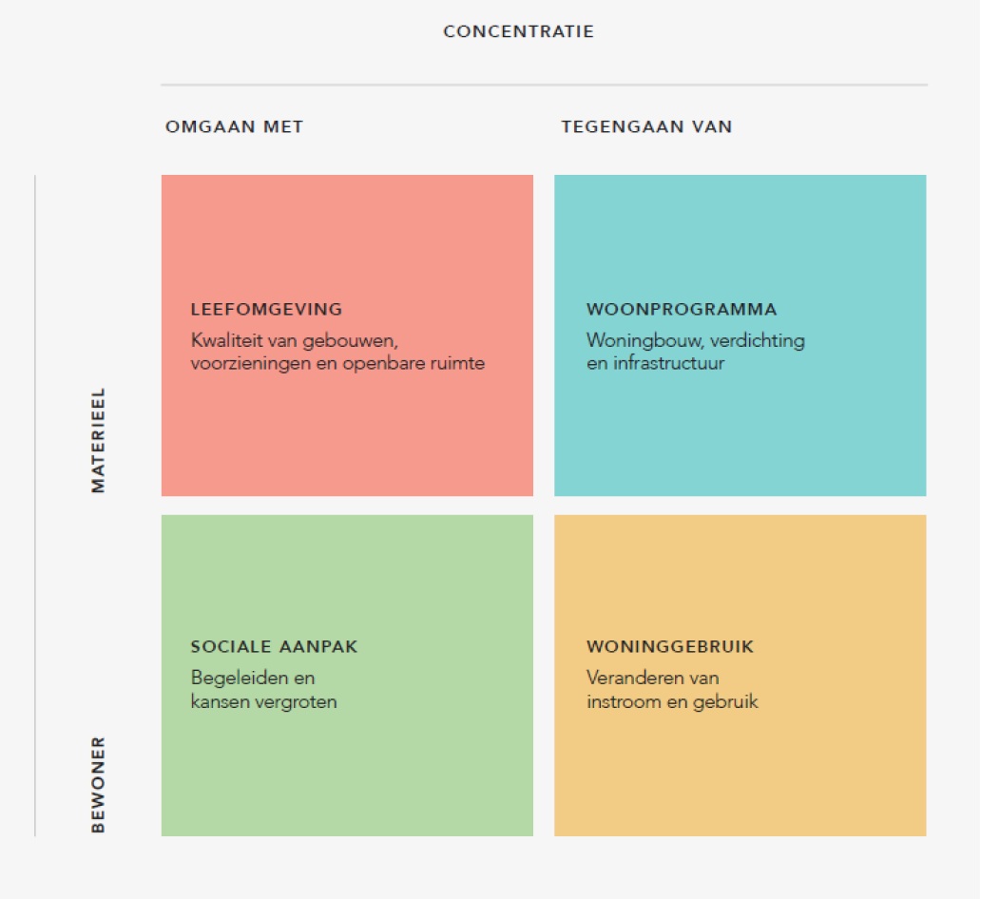 CONCENTRATIE
OMGAAN MET
TEGENGAAN VAN
MATERIEEL
LEEFOMGEVING
Kwaliteit van gebouwen,
voorzieningen en openbare ruimte
WOONPROGRAMMA
Woningbouw, verdichting
en infrastructuur
BEWONER
SOCIALE AANPAK
Begeleiden en
kansen vergroten
WONINGGEBRUIK
Veranderen van
instroom en gebruik